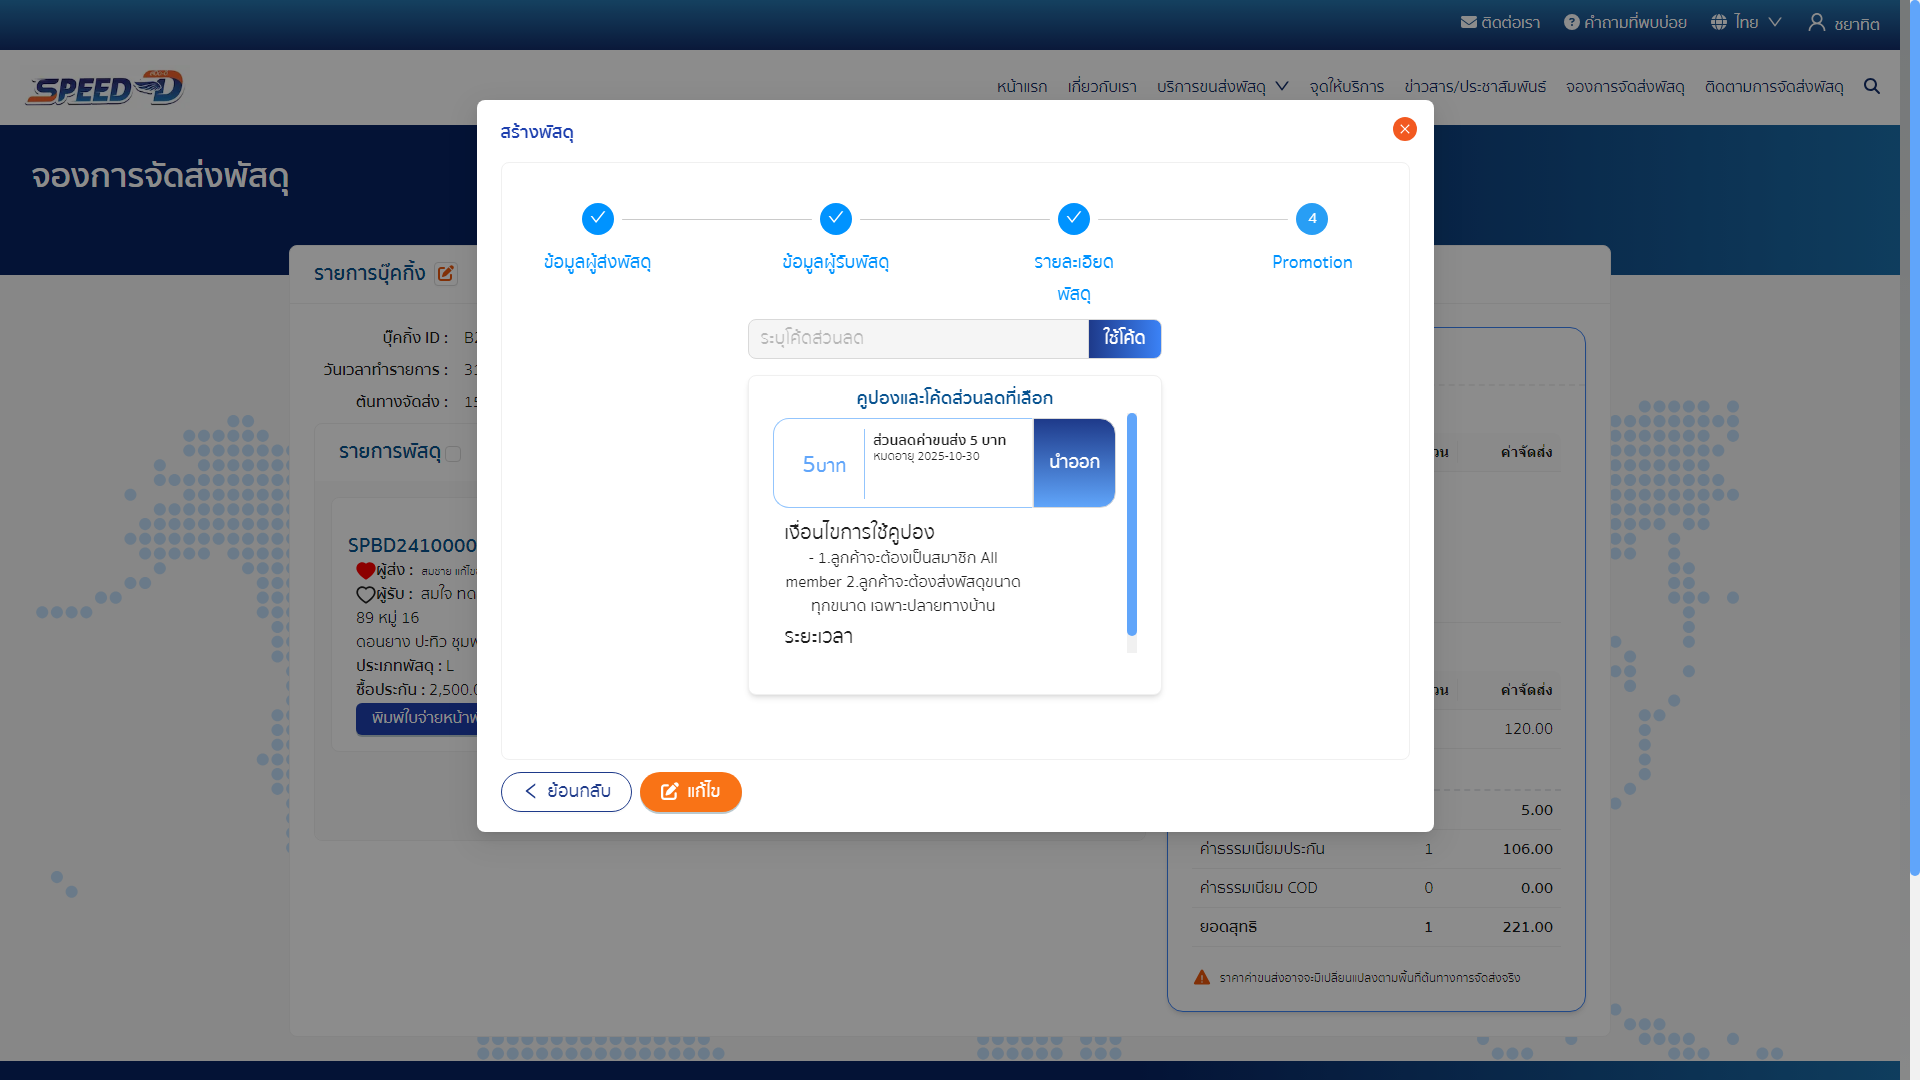 ติดต่อเรา
คำถามที่พบบ่อย
ไทย
ชยาทิต
SPEED D
หน้าแรก
เกี่ยวกับเรา
บริการขนส่งพัสดุ
จุดให้บริการ
ข่าวสาร/ประชาสัมพันธ์
จองการจัดส่งพัสดุ
ติดตามการจัดส่งพัสดุ
จองการจัดส่งพัสดุ
สร้างพัสดุ
4
ข้อมูลผู้ส่งพัสดุ
ข้อมูลผู้รับพัสดุ
รายละเอียด
พัสดุ
Promotion
ระบุโค้ดส่วนลด
ใช้โค้ด
คูปองและโค้ดส่วนลดที่เลือก
5บาท
ส่วนลดค่าขนส่ง 5 บาท
หมดอายุ 2025-10-30
นำออก
เงื่อนไขการใช้คูปอง
- 1.ลูกค้าจะต้องเป็นสมาชิก All
member 2.ลูกค้าจะต้องส่งพัสดุขนาด
ทุกขนาด เฉพาะปลายทางบ้าน
ระยะเวลา
ย้อนกลับ
แก้ไข
รายการบุ๊คกิ้ง
บุ๊คกิ้ง ID :
วันเวลาทำรายการ :
ต้นทางจัดส่ง :
รายการพัสดุ
SPBD2410000
ผู้ส่ง : สมชาย แก้ไข
ผู้รับ : สมใจ ทด
89 หมู่ 16
ดอนยาง ปะทิว ชุมพ
ประเภทพัสดุ : L
ซื้อประกัน : 2,500.0
พิมพ์ใบจ่ายหน้าพ
ค่าจัดส่ง
ค่าจัดส่ง
120.00
5.00
ค่าธรรมเนียมประกัน 1 106.00
ค่าธรรมเนียม COD 0 0.00
ยอดสุทธิ 1 221.00
ราคาค่าขนส่งอาจจะมีเปลี่ยนแปลงตามพื้นที่ต้นทางการจัดส่งจริง